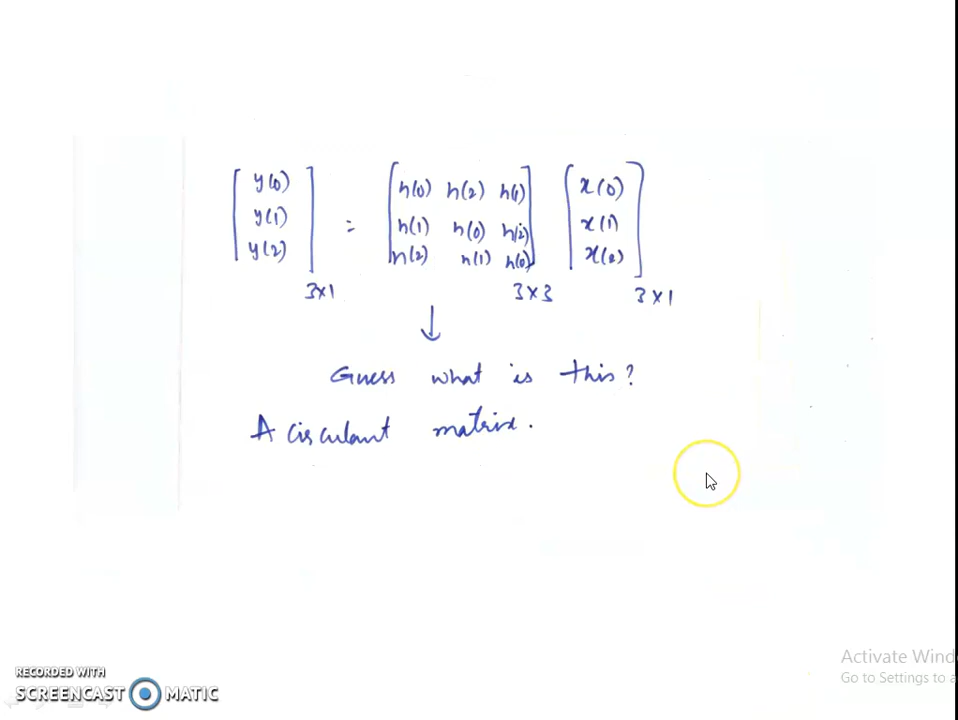 y(0) h(0) h(2) h(1) x(0)
y(1) = h(1) h(0) h(2) x(1)
y(2) h(2) h(1) h(0) x(2)
3x1 3x3 3x1
↓
Guess what is this?
A circulant matrix.
RECORDED WITH
SCREENCAST MATIC
Activate Wind
Go to Settings to a